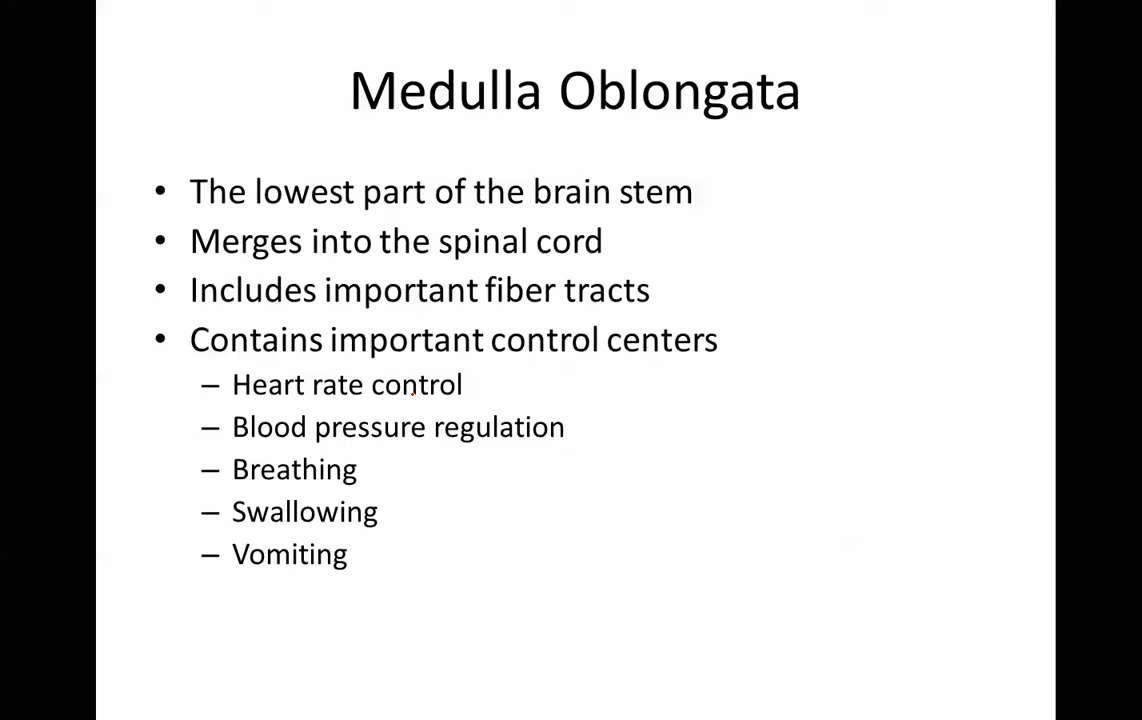 Medulla Oblongata
• The lowest part of the brain stem
• Merges into the spinal cord
• Includes important fiber tracts
• Contains important control centers
– Heart rate control
– Blood pressure regulation
– Breathing
– Swallowing
– Vomiting